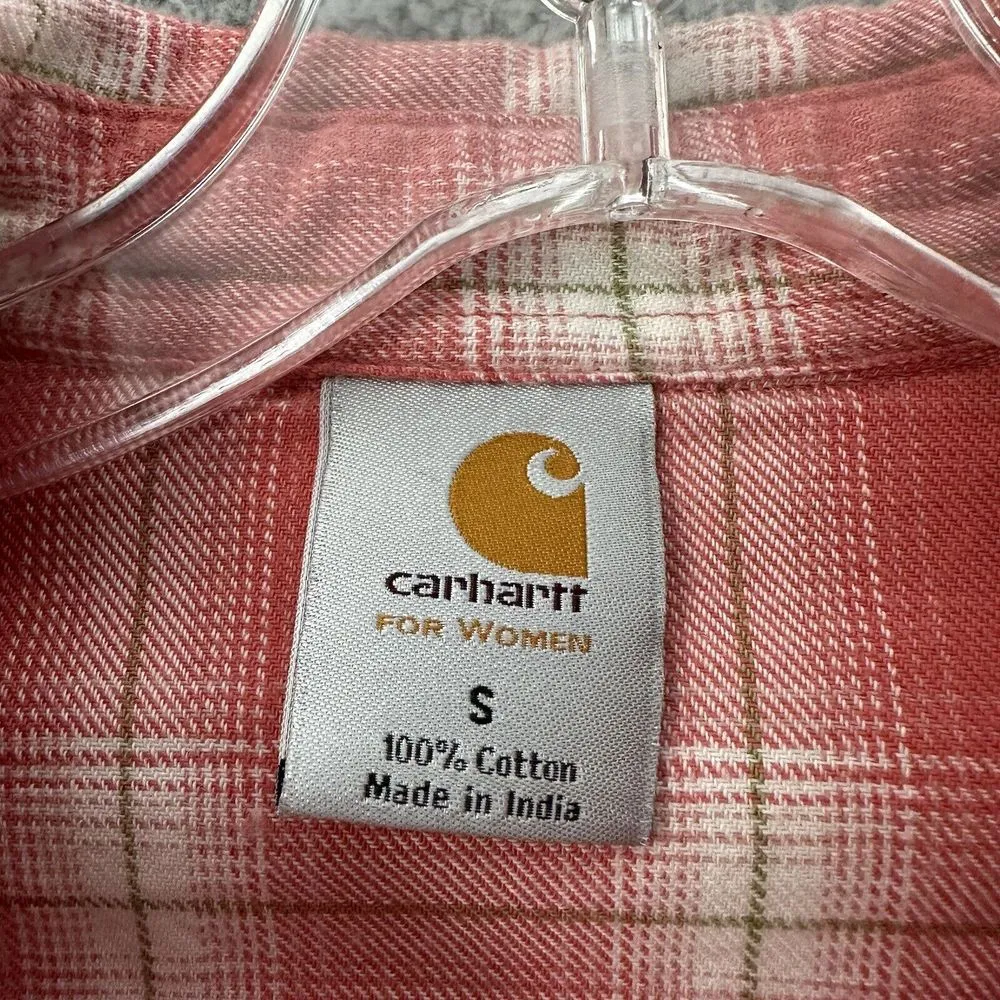 carhartt
FOR WOMEN
S
100% Cotton
Made in India